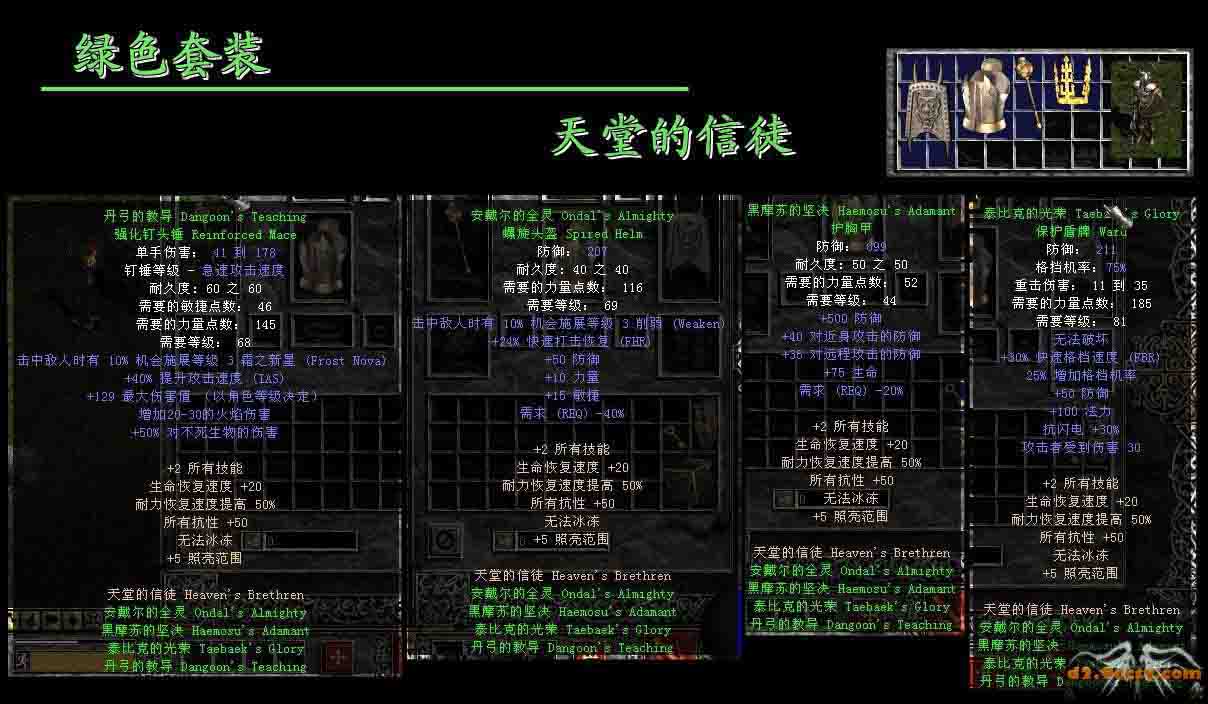 绿色套装
天堂的信徒
丹弓的教导 Dangoon's Teaching
强化钉头锤 Reinforced Mace
单手伤害: 41 到 178
钉锤等级 - 急速攻击速度
耐久度: 60 之 60
需要的敏捷点数: 46
需要的力量点数: 145
需要等级: 68
击中敌人时有 10% 机会施展等级 3 霜之新星 (Frost Nova)
+40% 提升攻击速度 (IAS)
+129 最大伤害值 (以角色等级决定)
增加20-30的火焰伤害
+50% 对不死生物的伤害
+2 所有技能
生命恢复速度 +20
耐力恢复速度提高 50%
所有抗性 +50
无法冰冻
+5 照亮范围
天堂的信徒 Heaven's Brethren
安戴尔的全灵 Ondal's Almighty
黑摩苏的坚决 Haemosu's Adamant
泰比克的光荣 Taebaek's Glory
丹弓的教导 Dangoon's Teaching
安戴尔的全灵 Ondal's Almighty
螺旋头盔 Spired Helm
防御: 207
耐久度: 40 之 40
需要的力量点数: 116
需要等级: 69
击中敌人时有 10% 机会施展等级 3 削弱 (Weaken)
+24% 快速打击恢复 (FHR)
+50 防御
+10 力量
+15 敏捷
需求 (REQ) -40%
+2 所有技能
生命恢复速度 +20
耐力恢复速度提高 50%
所有抗性 +50
无法冰冻
+5 照亮范围
天堂的信徒 Heaven's Brethren
安戴尔的全灵 Ondal's Almighty
黑摩苏的坚决 Haemosu's Adamant
泰比克的光荣 Taebaek's Glory
丹弓的教导 Dangoon's Teaching
黑摩苏的坚决 Haemosu's Adamant
护胸甲
防御: 899
耐久度: 50 之 50
需要的力量点数: 52
需要等级: 44
+500 防御
+40 对近身攻击的防御
+35 对远程攻击的防御
+75 生命
需求 (REQ) -20%
+2 所有技能
生命恢复速度 +20
耐力恢复速度提高 50%
所有抗性 +50
无法冰冻
+5 照亮范围
天堂的信徒 Heaven's Brethren
安戴尔的全灵 Ondal's Almighty
黑摩苏的坚决 Haemosu's Adamant
泰比克的光荣 Taebaek's Glory
丹弓的教导 Dangoon's Teaching
泰比克的光荣 Glory
保护盾牌 Ward
防御: 211
格挡机率: 75%
重击伤害: 11 到 35
需要的力量点数: 185
需要等级: 81
无法破坏
+30% 快速格挡速度 (FBR)
25% 增加格挡机率
+50 防御
+100 法力
抗闪电 +30%
攻击者受到伤害 30
+2 所有技能
生命恢复速度 +20
耐力恢复速度提高 50%
所有抗性 +50
无法冰冻
+5 照亮范围
天堂的信徒 Heaven's Brethren
安戴尔的全灵 Ondal's Almighty
黑摩苏的坚决
泰比克的光荣
丹弓的教导